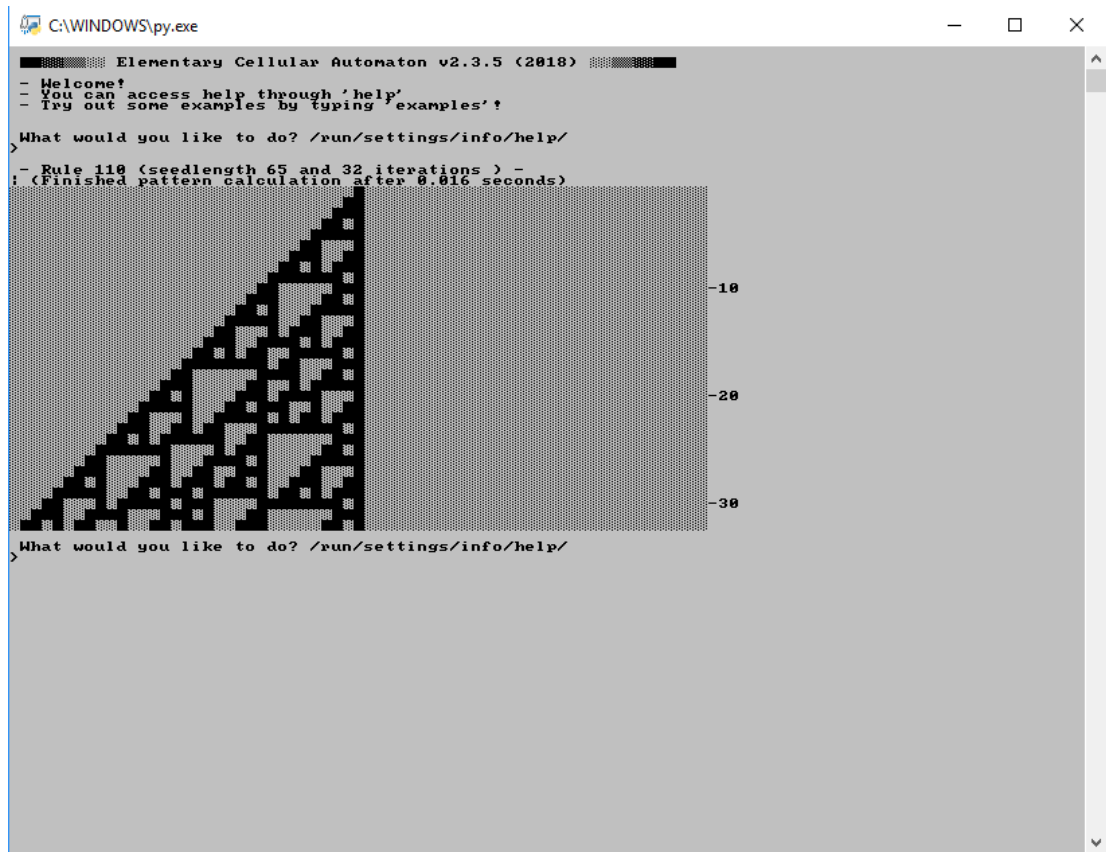 C:\WINDOWS\py.exe
Elementary Cellular Automaton v2.3.5 (2018)
- Welcome!
- You can access help through 'help'
- Try out some examples by typing 'examples'!
What would you like to do? /run/settings/info/help/
>
- Rule 110 (seedlength 65 and 32 iterations ) -
¦ (Finished pattern calculation after 0.016 seconds)
-10
-20
-30
What would you like to do? /run/settings/info/help/
>